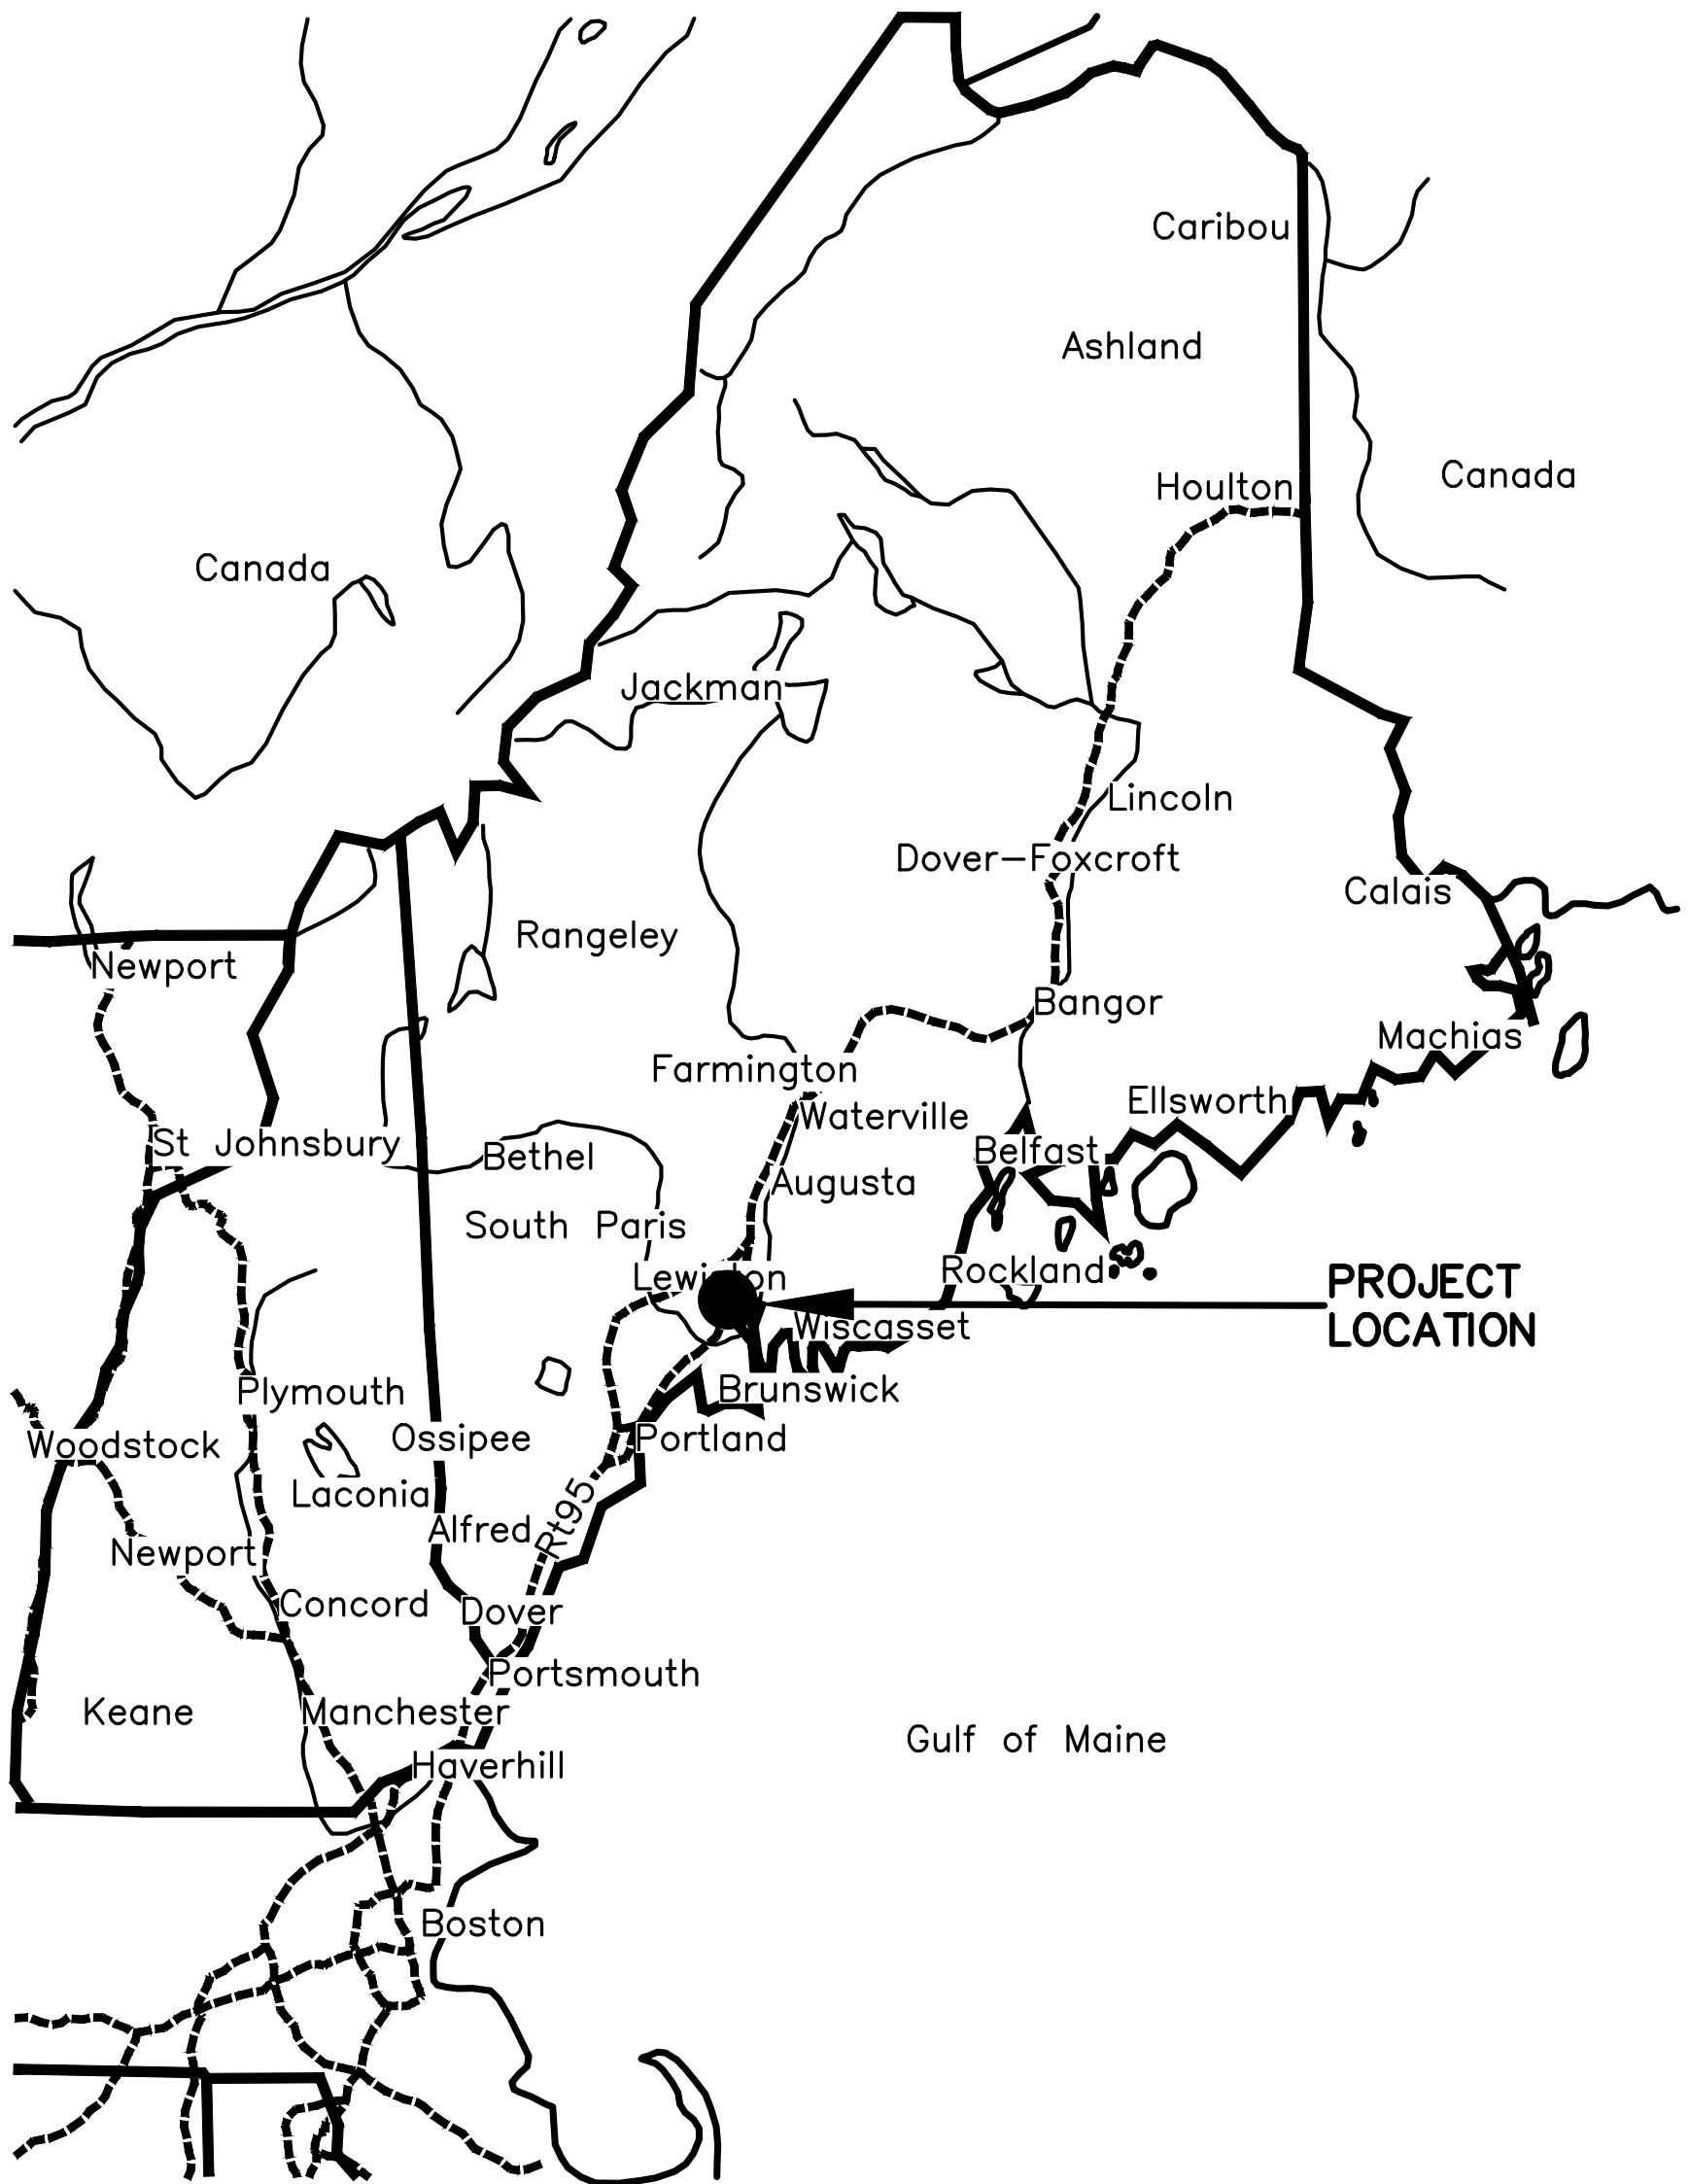 Caribou
Ashland
Houlton
Canada
Canada
Jackman
Lincoln
Dover-Foxcroft
Calais
Rangeley
Newport
Bangor
Machias
Farmington
Ellsworth
Waterville
St Johnsbury
Belfast
Bethel
Augusta
South Paris
Rockland
PROJECT
LOCATION
Wiscasset
Brunswick
Plymouth
Ossipee
Portland
Woodstock
Laconia
Rt95
Alfred
Newport
Concord
Dover
Portsmouth
Keane
Manchester
Gulf of Maine
Haverhill
Boston